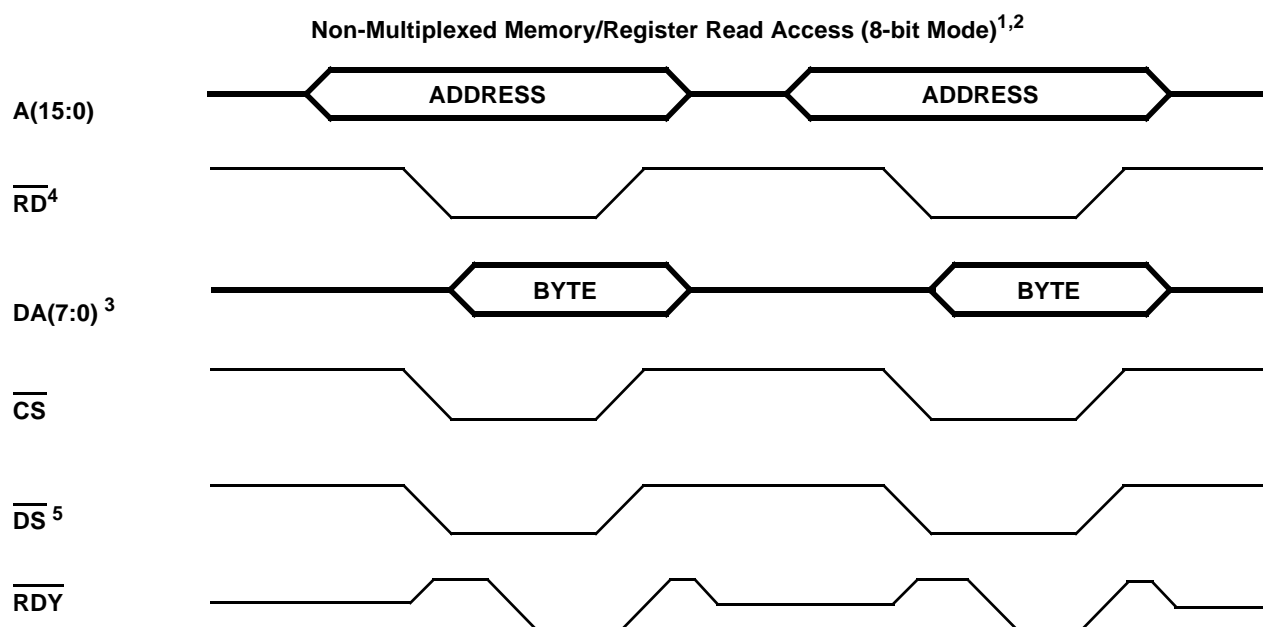 Non-Multiplexed Memory/Register Read Access (8-bit Mode)1,2
A(15:0) ADDRESS ADDRESS
RD4
DA(7:0) 3 BYTE BYTE
CS
DS 5
RDY